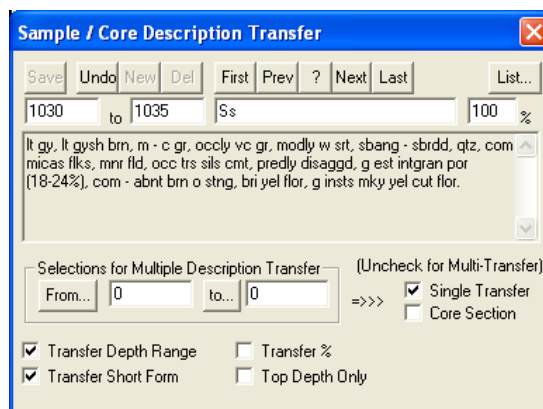 Sample / Core Description Transfer
Save Undo New Del First Prev ? Next Last List...
1030 to 1035 Ss 100 %
lt gy, lt gysh brn, m - c gr, occly vc gr, modly w srt, sbang - sbrdd, qtz, com
micas flks, mnr fld, occ trs sils cmt, predly disaggd, g est intgran por
(18-24%), com - abnt brn o stng, bri yel flor, g insts mky yel cut flor.
Selections for Multiple Description Transfer (Uncheck for Multi-Transfer)
From... 0 to... 0 =>>> Single Transfer
Core Section
Transfer Depth Range Transfer %
Transfer Short Form Top Depth Only